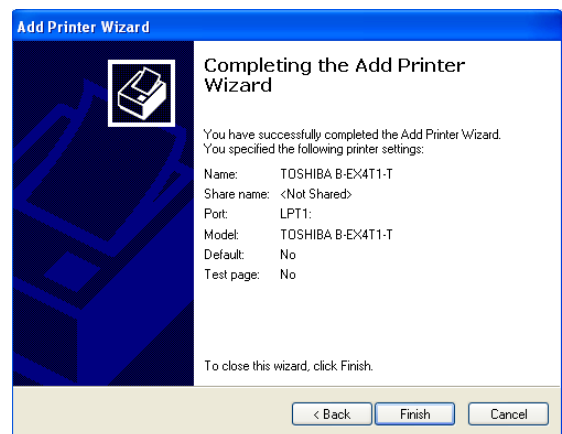 Add Printer Wizard
Completing the Add Printer
Wizard
You have successfully completed the Add Printer Wizard.
You specified the following printer settings:
Name: TOSHIBA B-EX4T1-T
Share name: <Not Shared>
Port: LPT1:
Model: TOSHIBA B-EX4T1-T
Default: No
Test page: No
To close this wizard, click Finish.
< Back Finish Cancel